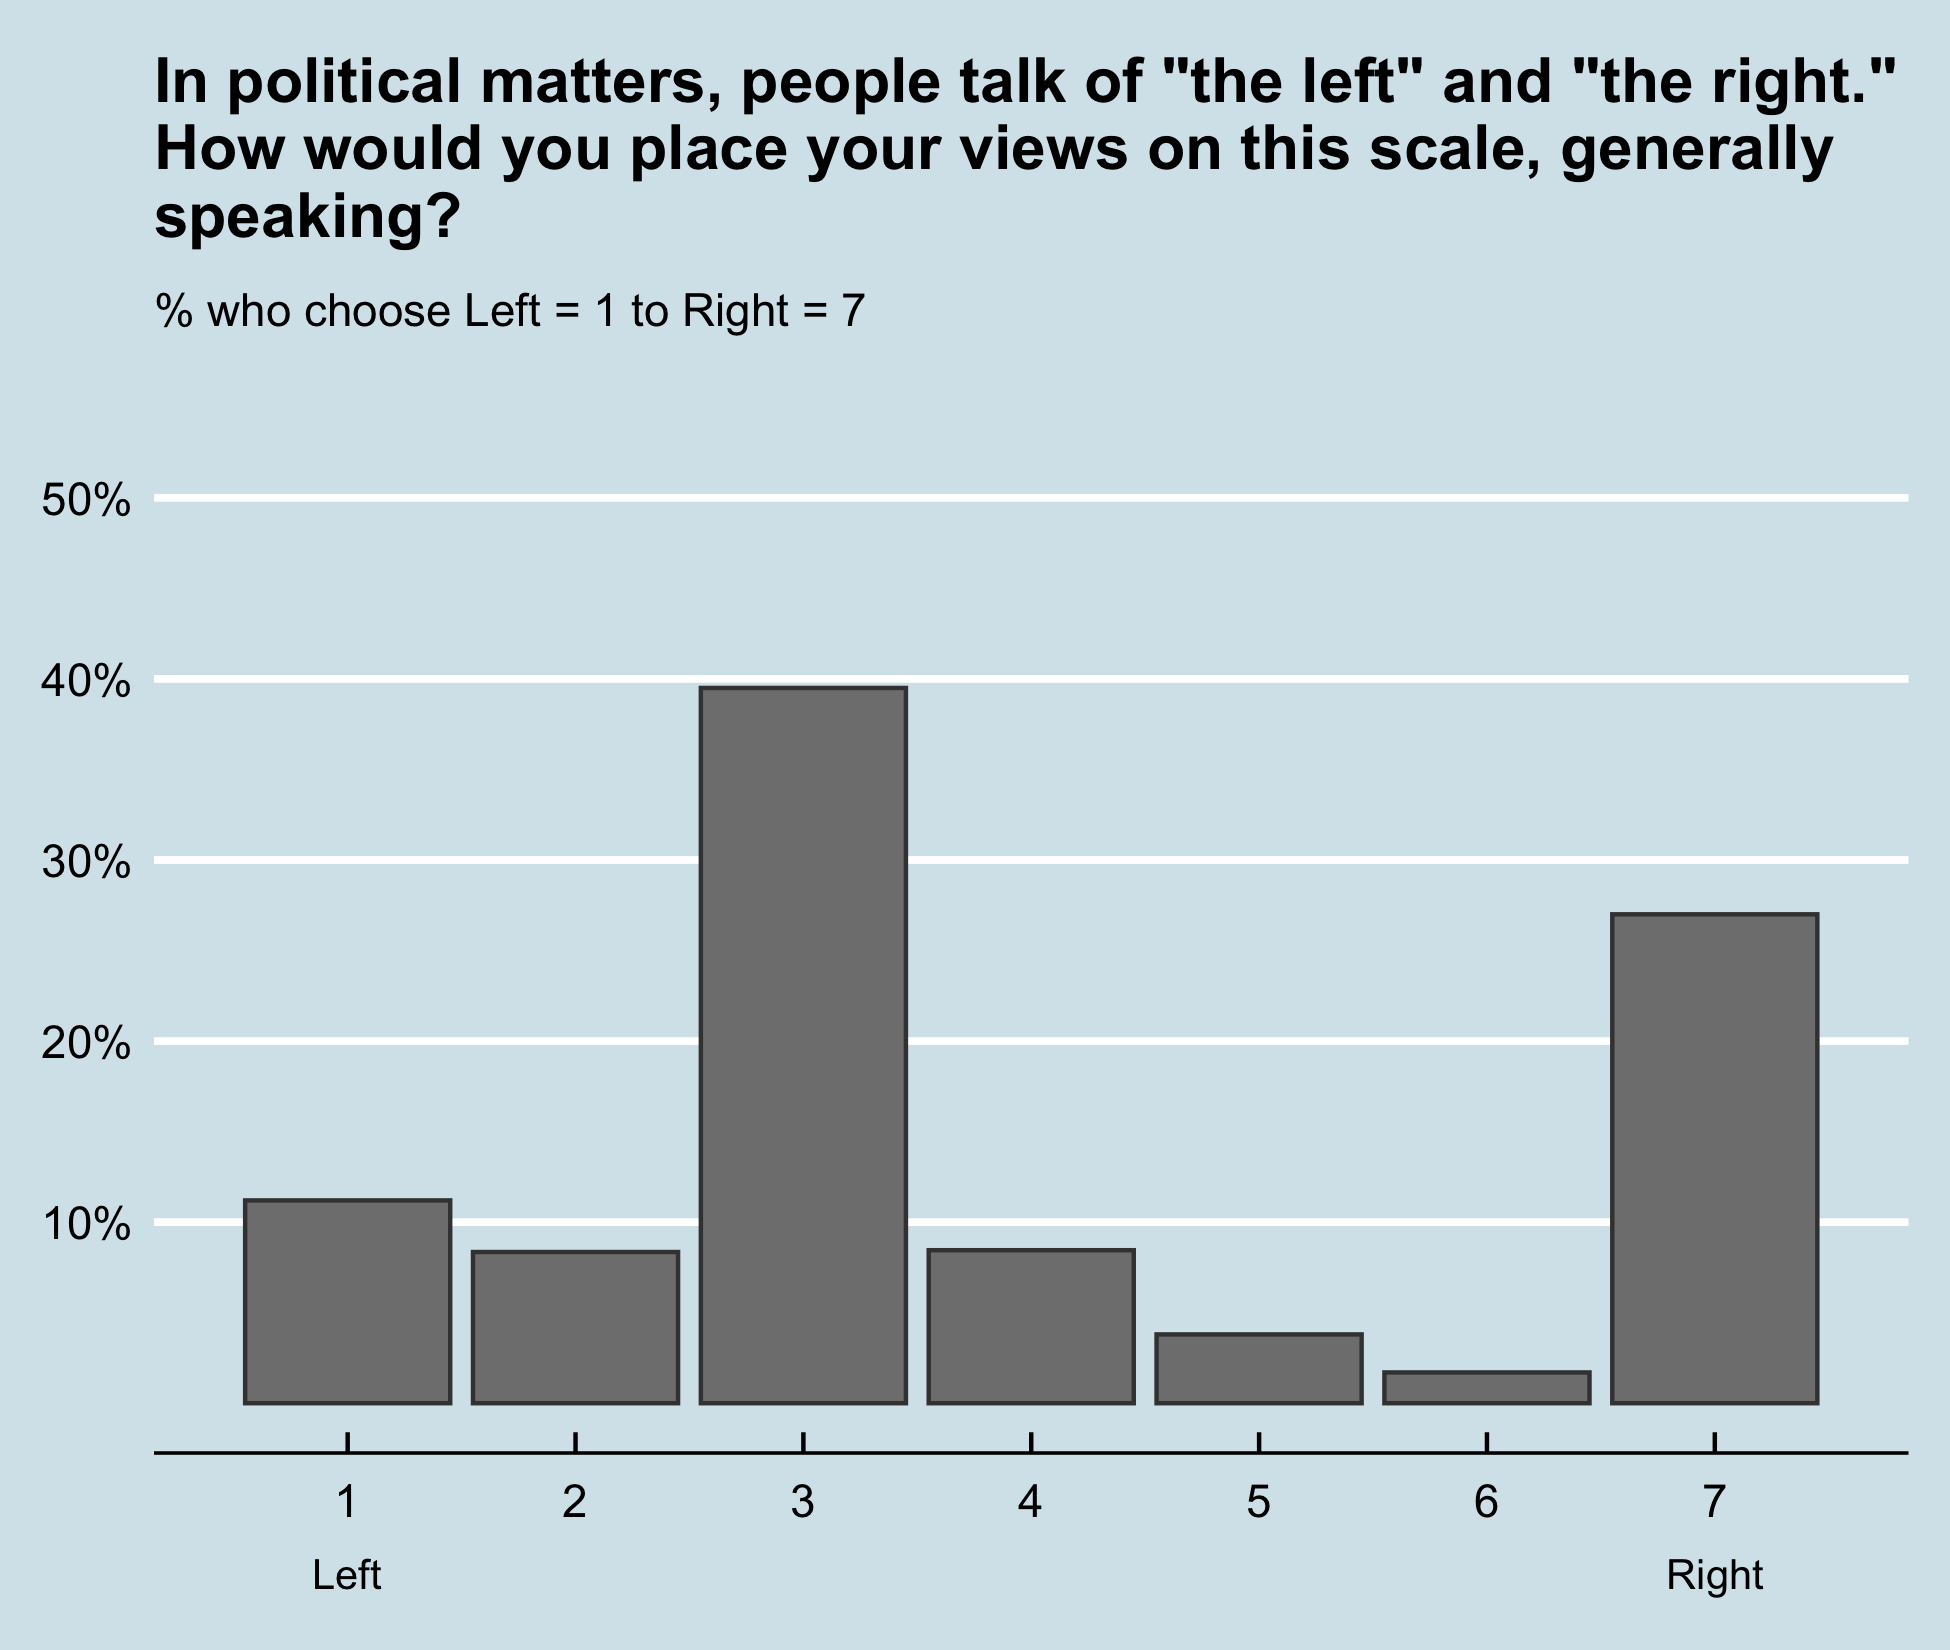 In political matters, people talk of "the left" and "the right."
How would you place your views on this scale, generally
speaking?
% who choose Left = 1 to Right = 7
50%
40%
30%
20%
10%
1 2 3 4 5 6 7
Left Right